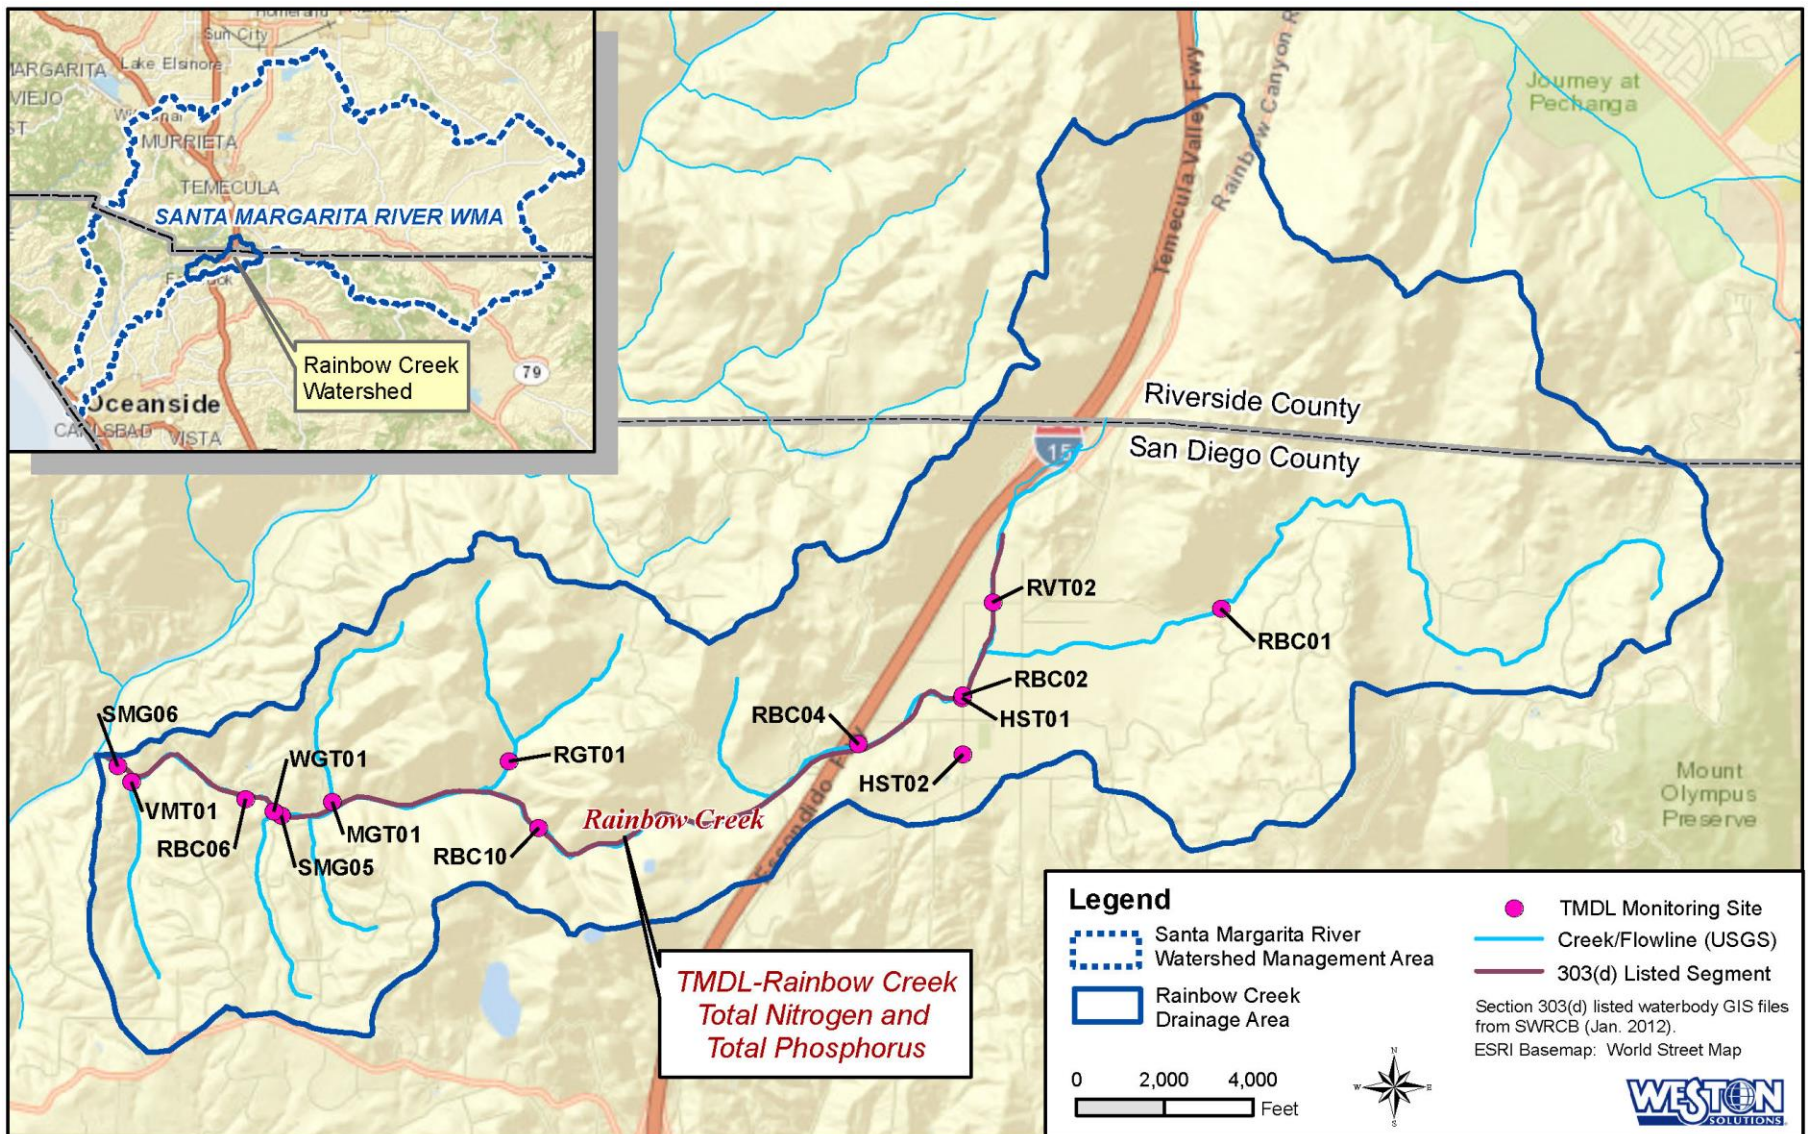 Sun City
Lake Elsinore
MURRIETA
TEMECULA
SANTA MARGARITA RIVER WMA
Rainbow Creek
Watershed
79
Oceanside
CARLSBAD
VISTA
Journey at
Pechanga
Temecula Valley Fwy
Rainbow Canyon R
Riverside County
15
San Diego County
RVT02
RBC01
RBC02
HST01
RBC04
HST02
SMG06
WGT01
RGT01
VMT01
MGT01
RBC06
RBC10
SMG05
Rainbow Creek
Escondido F
Mount
Olympus
Preserve
TMDL-Rainbow Creek
Total Nitrogen and
Total Phosphorus
Legend
Santa Margarita River
Watershed Management Area
Rainbow Creek
Drainage Area
0 2,000 4,000
Feet
TMDL Monitoring Site
Creek/Flowline (USGS)
303(d) Listed Segment
Section 303(d) listed waterbody GIS files
from SWRCB (Jan. 2012).
ESRI Basemap: World Street Map
N
W E
S
WESTON
SOLUTIONS